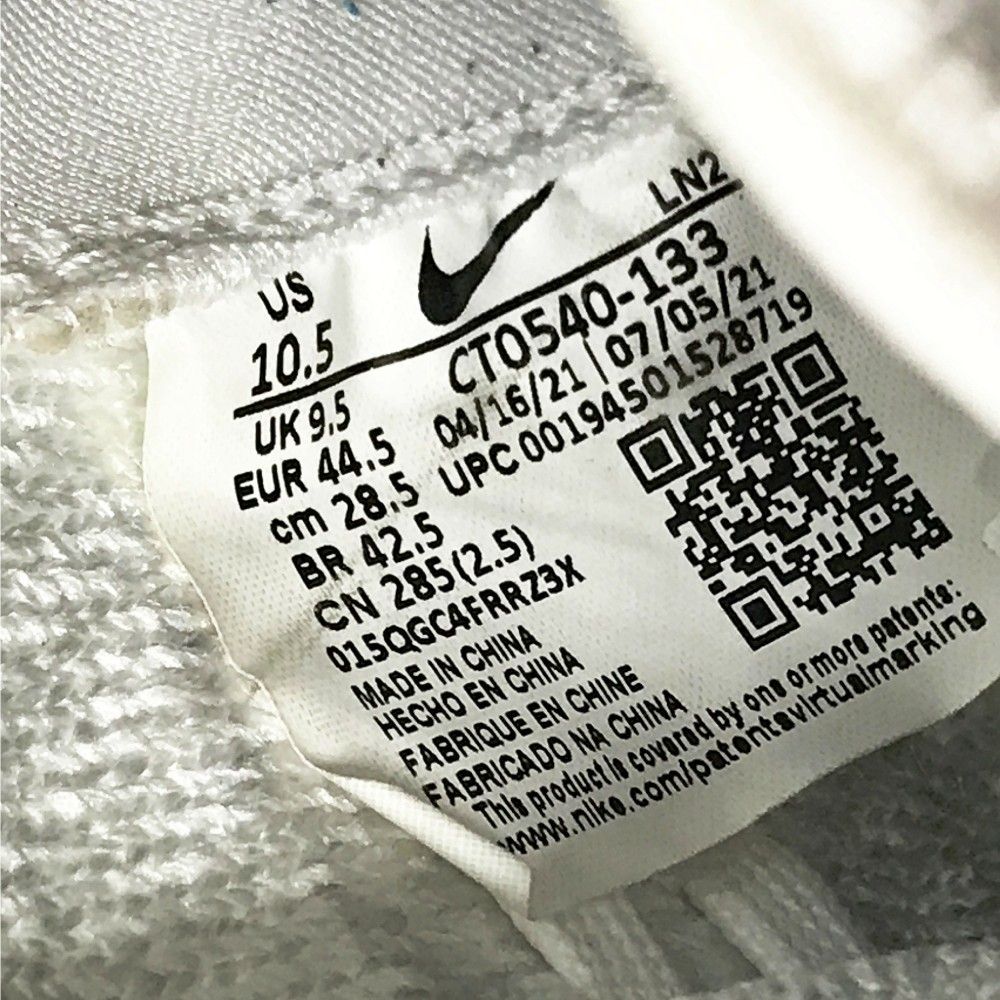 US
10.5
UK 9.5
EUR 44.5
cm 28.5
BR 42.5
CN 285(2.5)
015QGC4FRRZ3X
MADE IN CHINA
HECHO EN CHINA
FABRIQUE EN CHINE
FABRICADO NA CHINA
This product is covered by one or more patents:
www.nike.com/patentsvirtualmarking
LN2
CT0540-133
04/16/21 | 07/05/21
UPC 00194501528719